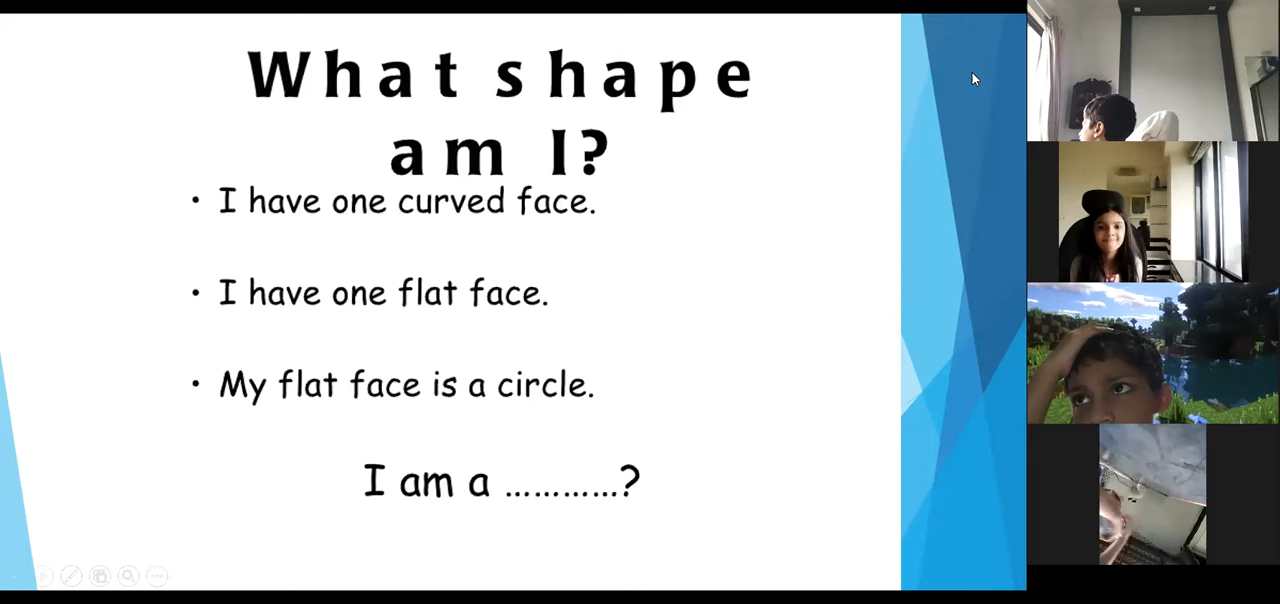 What shape
am I?
• I have one curved face.
• I have one flat face.
• My flat face is a circle.
I am a …………?